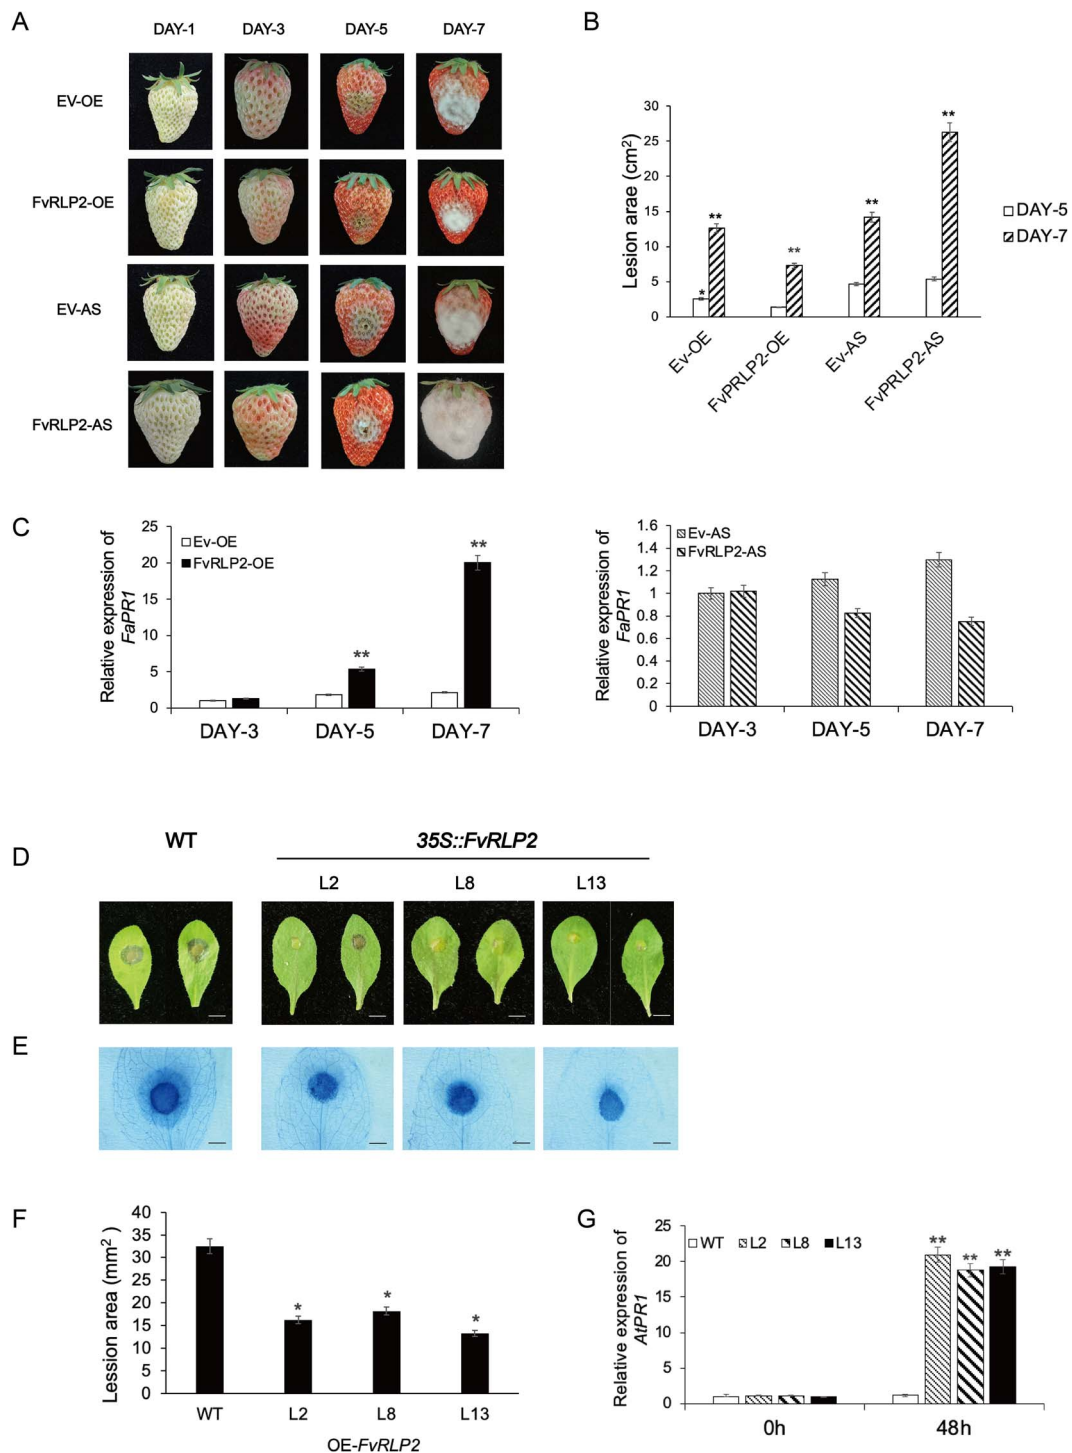 A
DAY-1 DAY-3 DAY-5 DAY-7
EV-OE
FvRLP2-OE
EV-AS
FvRLP2-AS
B
Lesion arae (cm2)
30
25
20
15
10
5
0
** ** ** **
*
DAY-5
DAY-7
Ev-OE FvPRLP2-OE Ev-AS FvPRLP2-AS
C
Relative expression of
FaPR1
25
20
15
10
5
0
Ev-OE
FvRLP2-OE
**
**
DAY-3 DAY-5 DAY-7
Relative expression of
FaPR1
1.6
1.4
1.2
1
0.8
0.6
0.4
0.2
0
Ev-AS
FvRLP2-AS
DAY-3 DAY-5 DAY-7
D
WT 35S::FvRLP2
L2 L8 L13
E
F
Lession area (mm2 )
40
35
30
25
20
15
10
5
0
* * *
WT L2 L8 L13
OE-FvRLP2
G
Relative expression of
AtPR1
25
20
15
10
5
0
WT L2 L8 L13
** ** **
0h 48h